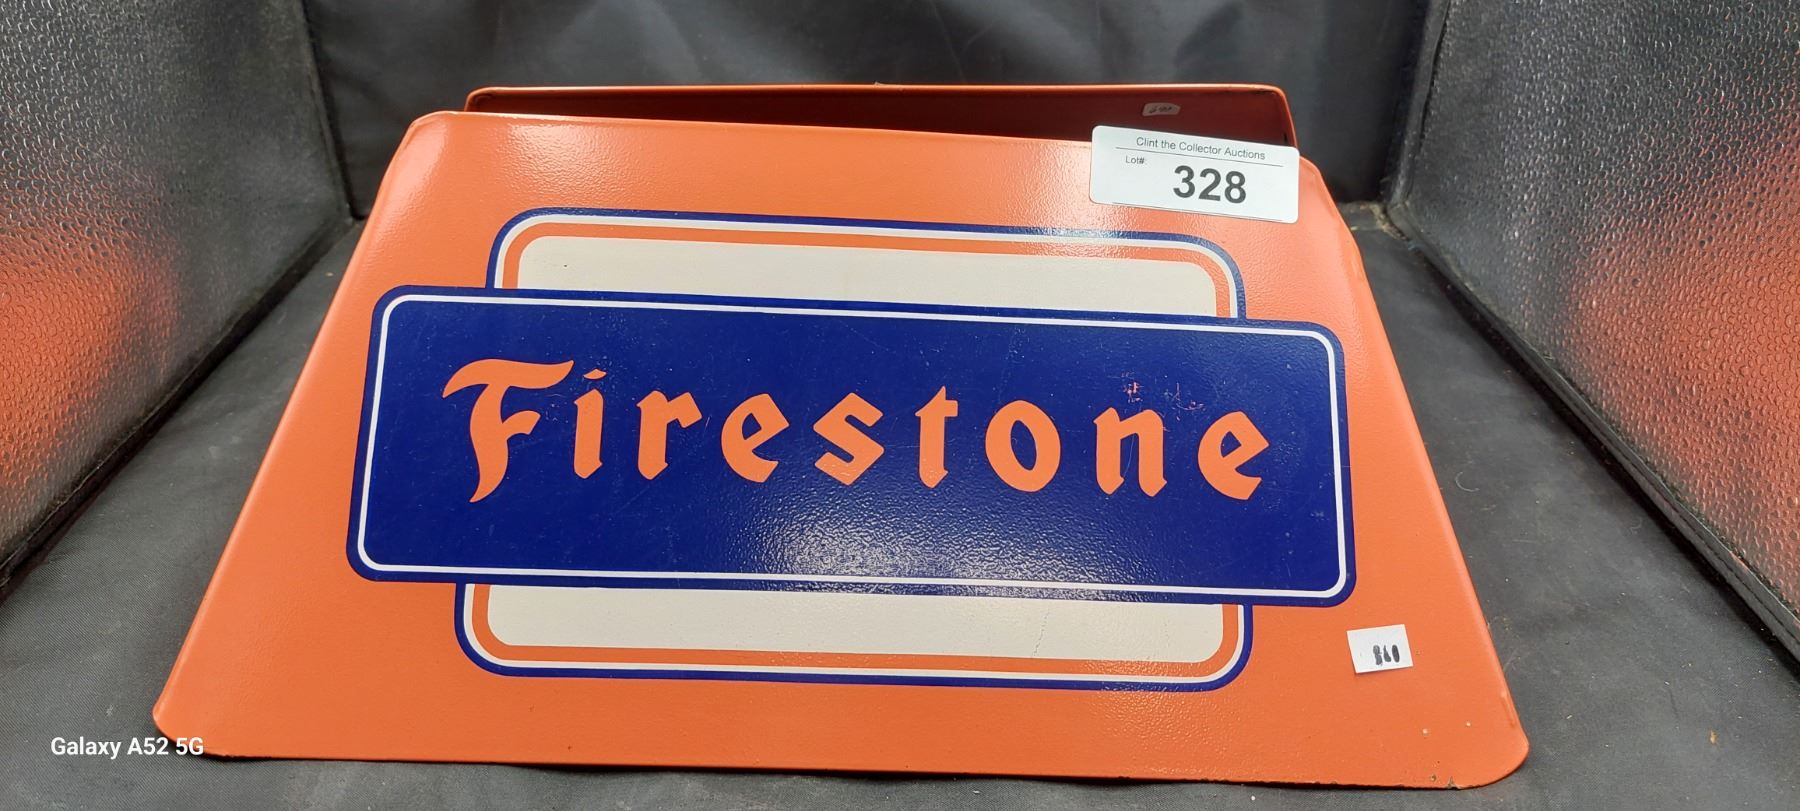 Clint the Collector Auctions
Lot#:
328
Firestone
Galaxy A52 5G